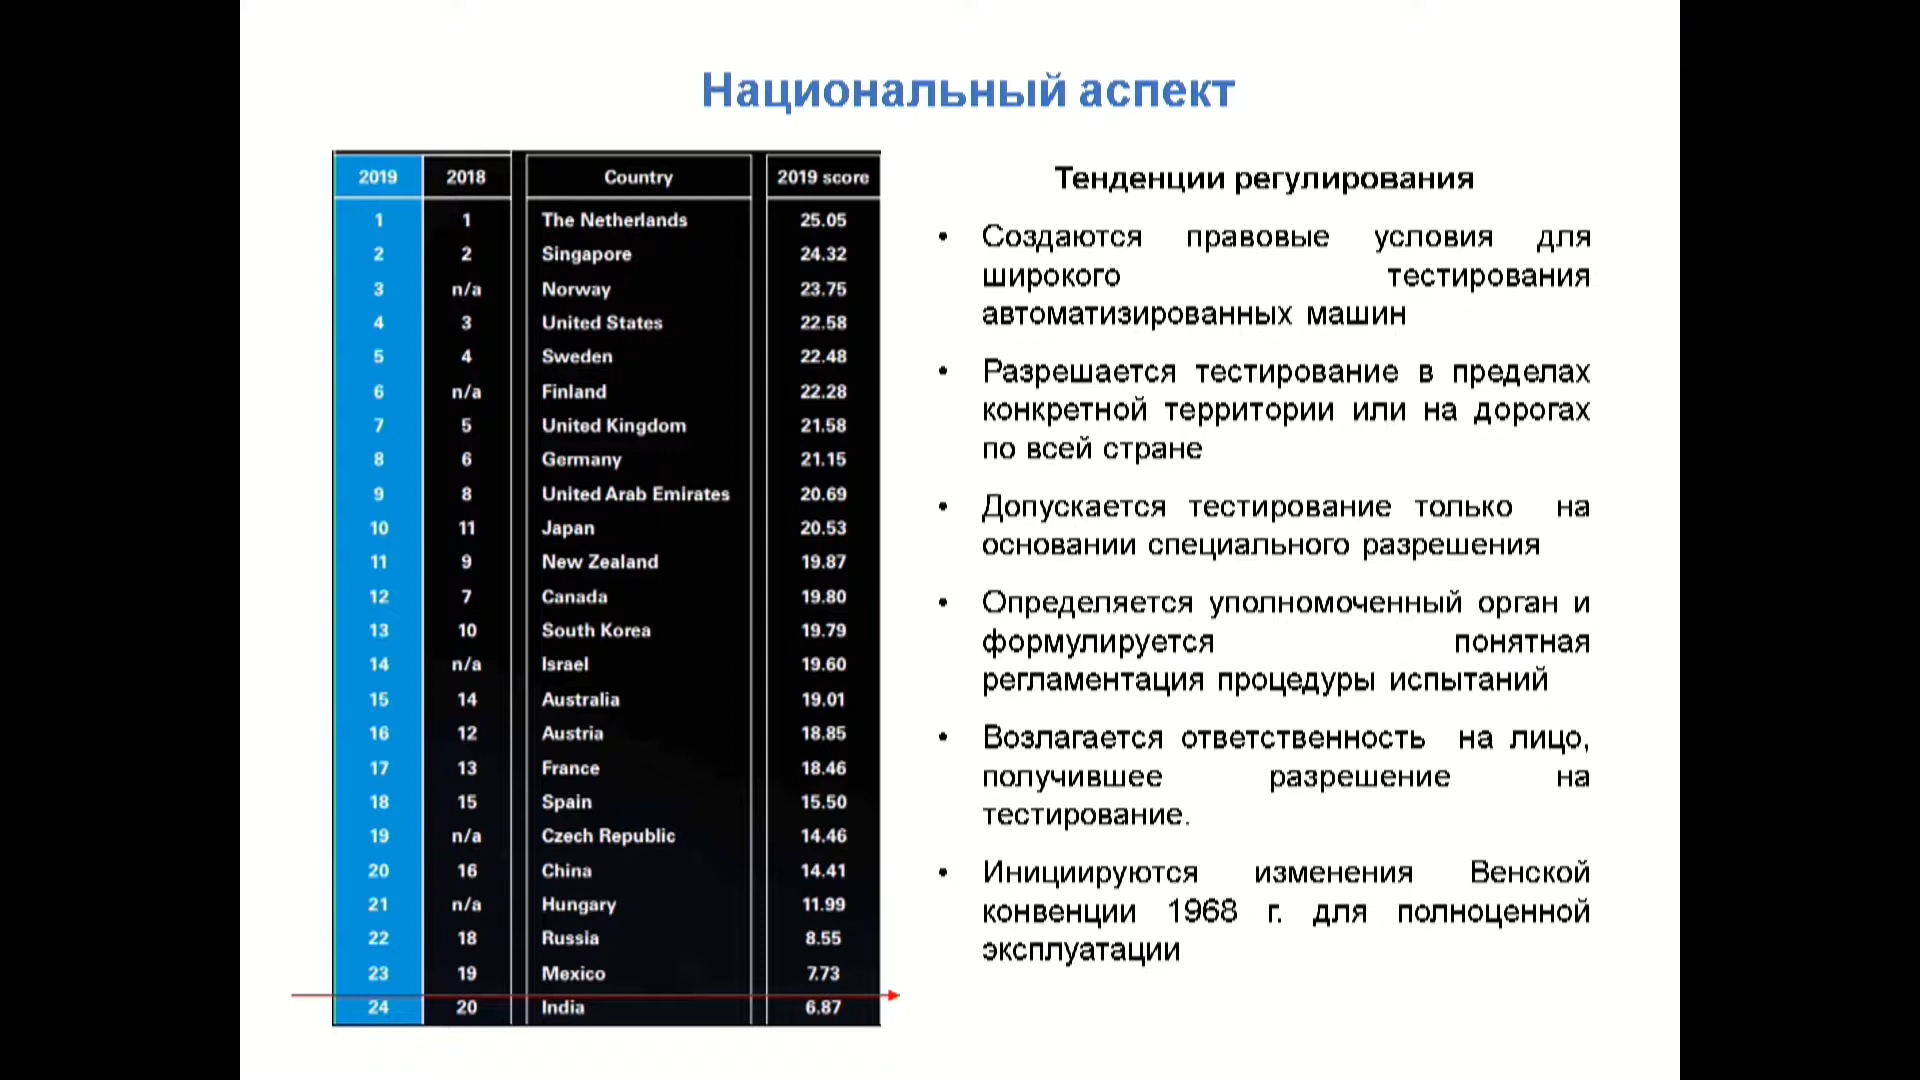 Национальный аспект
2019 2018 Country 2019 score
1 1 The Netherlands 25.05
2 2 Singapore 24.32
3 n/a Norway 23.75
4 3 United States 22.58
5 4 Sweden 22.48
6 n/a Finland 22.28
7 5 United Kingdom 21.58
8 6 Germany 21.15
9 8 United Arab Emirates 20.69
10 11 Japan 20.53
11 9 New Zealand 19.87
12 7 Canada 19.80
13 10 South Korea 19.79
14 n/a Israel 19.60
15 14 Australia 19.01
16 12 Austria 18.85
17 13 France 18.46
18 15 Spain 15.50
19 n/a Czech Republic 14.46
20 16 China 14.41
21 n/a Hungary 11.99
22 18 Russia 8.55
23 19 Mexico 7.73
24 20 India 6.87
Тенденции регулирования
• Создаются правовые условия для
широкого тестирования
автоматизированных машин
• Разрешается тестирование в пределах
конкретной территории или на дорогах
по всей стране
• Допускается тестирование только на
основании специального разрешения
• Определяется уполномоченный орган и
формулируется понятная
регламентация процедуры испытаний
• Возлагается ответственность на лицо,
получившее разрешение на
тестирование.
• Инициируются изменения Венской
конвенции 1968 г. для полноценной
эксплуатации